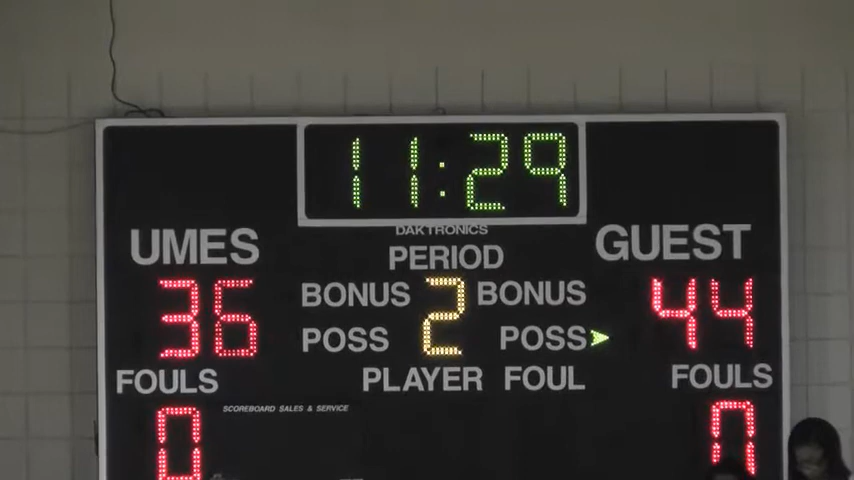 11:29
DAKTRONICS
UMES PERIOD GUEST
36 BONUS 2 BONUS 44
POSS POSS
FOULS PLAYER FOUL FOULS
SCOREBOARD SALES & SERVICE